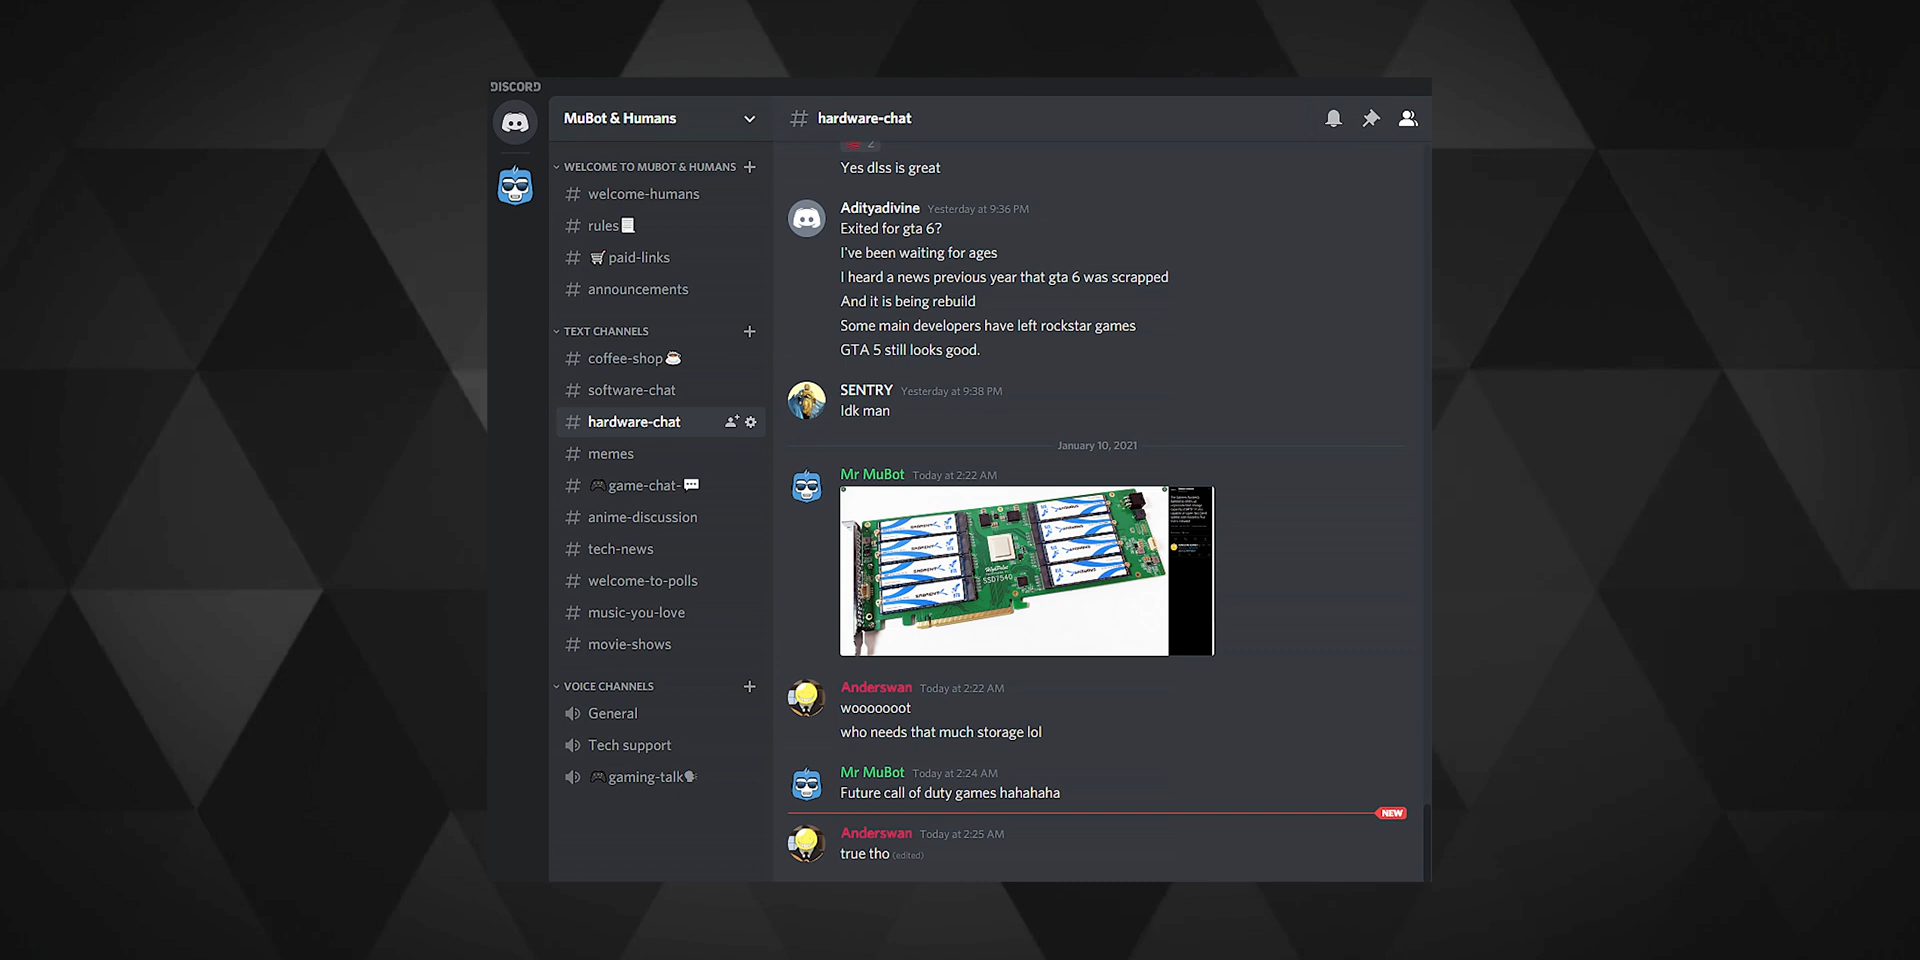 DISCORD
MuBot & Humans
WELCOME TO MUBOT & HUMANS
welcome-humans
rules
paid-links
announcements
TEXT CHANNELS
coffee-shop
software-chat
hardware-chat
memes
game-chat-
anime-discussion
tech-news
welcome-to-polls
music-you-love
movie-shows
VOICE CHANNELS
General
Tech support
gaming-talk
# hardware-chat
2
Yes dlss is great
Adityadivine Yesterday at 9:36 PM
Exited for gta 6?
I've been waiting for ages
I heard a news previous year that gta 6 was scrapped
And it is being rebuild
Some main developers have left rockstar games
GTA 5 still looks good.
SENTRY Yesterday at 9:38 PM
Idk man
January 10, 2021
Mr MuBot Today at 2:22 AM
SABRENT
SSD7540
Anderswan Today at 2:22 AM
wooooooot
who needs that much storage lol
Mr MuBot Today at 2:24 AM
Future call of duty games hahahaha
NEW
Anderswan Today at 2:25 AM
true tho (edited)